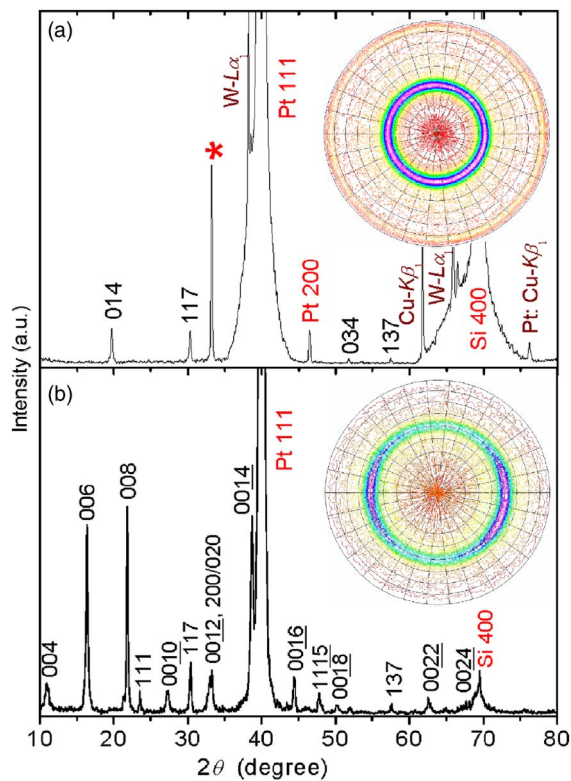 (a)
W-Lα₁
Pt 111
*
014
117
Pt 200
034
137
Cu-Kβ₁
W-Lα₁
Si 400
Pt: Cu-Kβ₁
Intensity (a.u.)
(b)
004
006
008
111
0010
117
0012, 200/020
0014
Pt 111
0016
1115
0018
137
0022
0024
Si 400
10 20 30 40 50 60 70 80
2θ (degree)